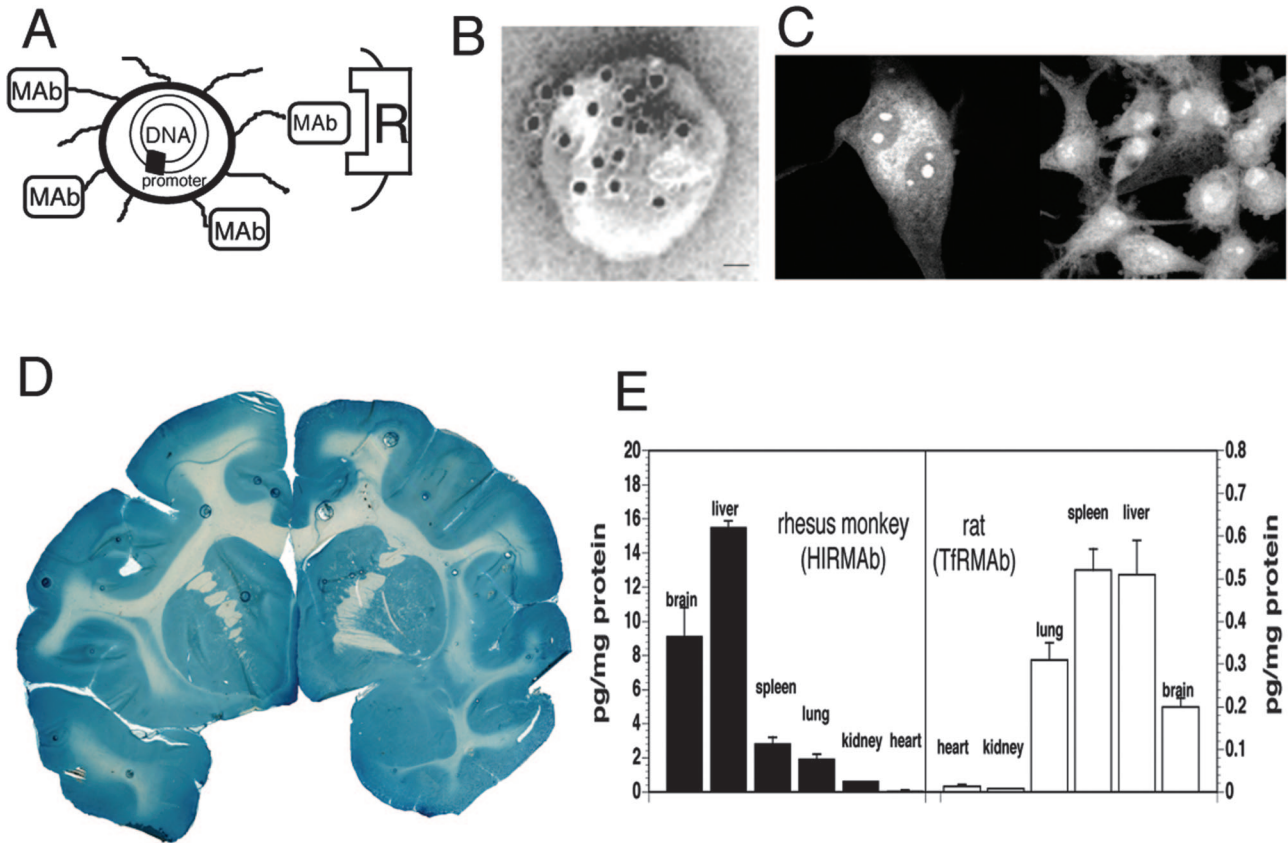 A
MAb
MAb
MAb
MAb
DNA
promoter
R
B
C
D
E
20
18
16
14
12
10
8
6
4
2
0
pg/mg protein
brain
liver
spleen
lung
kidney
heart
rhesus monkey
(HIRMAb)
rat
(TfRMAb)
heart
kidney
lung
spleen
liver
brain
0.8
0.7
0.6
0.5
0.4
0.3
0.2
0.1
0
pg/mg protein